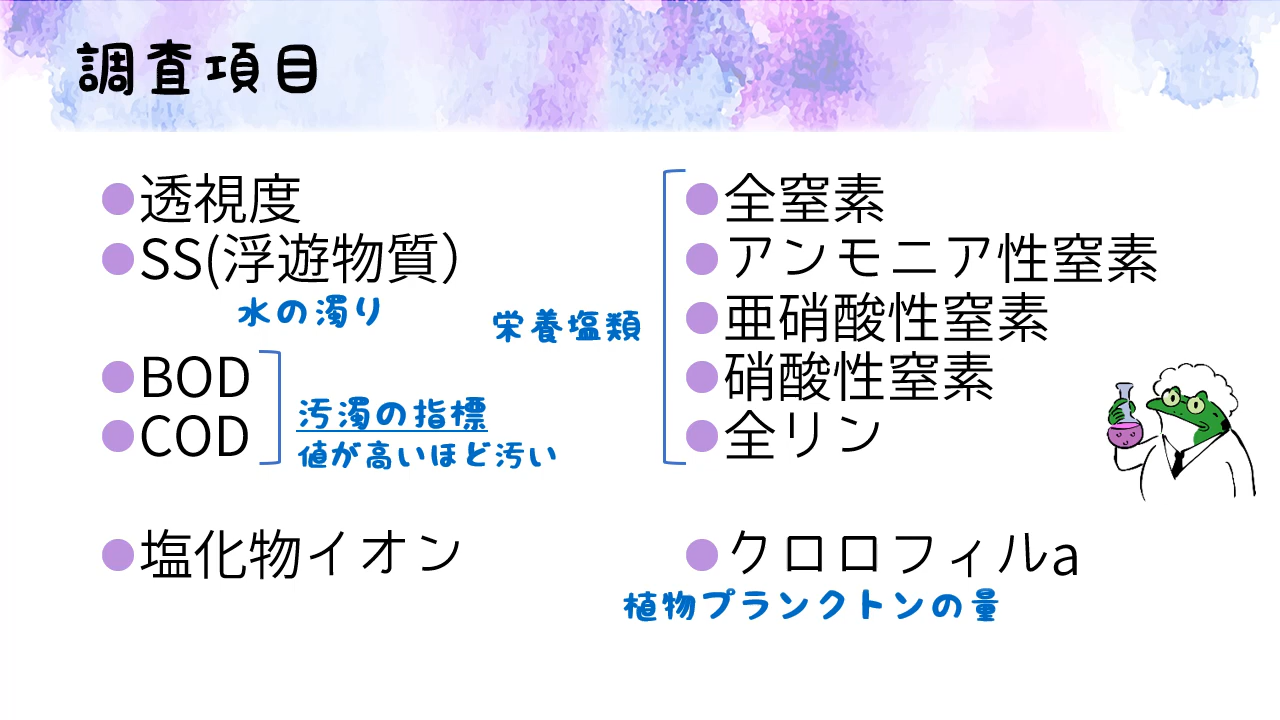 調査項目
透視度
SS(浮遊物質）
水の濁り
BOD
COD
汚濁の指標
値が高いほど汚い
塩化物イオン
栄養塩類
全窒素
アンモニア性窒素
亜硝酸性窒素
硝酸性窒素
全リン
クロロフィルa
植物プランクトンの量